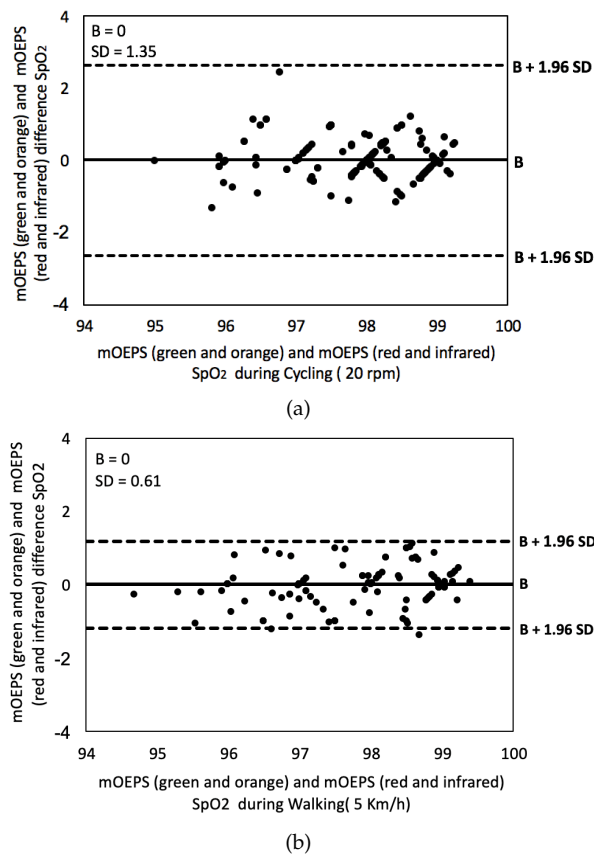 mOEPS (green and orange) and mOEPS
(red and infrared) difference SpO2
4
2
0
-2
-4
B = 0
SD = 1.35
B + 1.96 SD
B
B + 1.96 SD
94 95 96 97 98 99 100
mOEPS (green and orange) and mOEPS (red and infrared)
SpO2 during Cycling ( 20 rpm)
(a)
mOEPS (green and orange) and mOEPS
(red and infrared) difference SpO2
4
2
0
-2
-4
B = 0
SD = 0.61
B + 1.96 SD
B
B + 1.96 SD
94 95 96 97 98 99 100
mOEPS (green and orange) and mOEPS (red and infrared)
SpO2 during Walking( 5 Km/h)
(b)